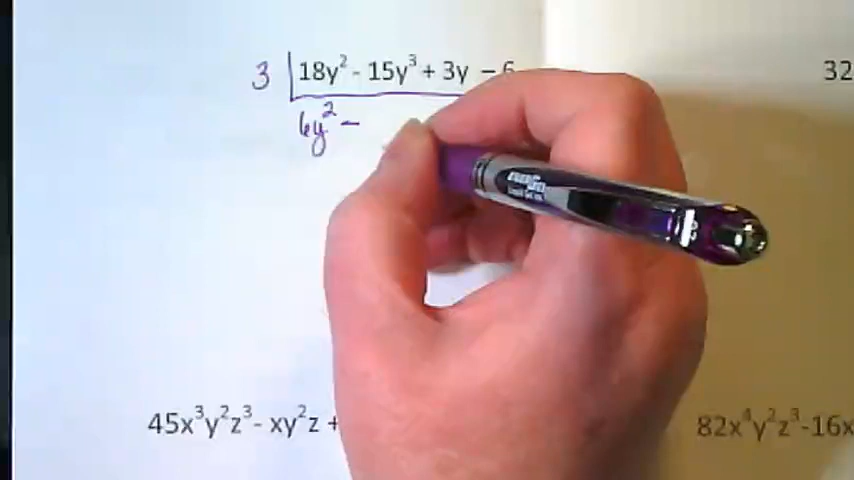 3 18y² - 15y³ + 3y - 6 32
6y² -
45x³y²z³ - xy²z + 82x⁴y²z³-16x